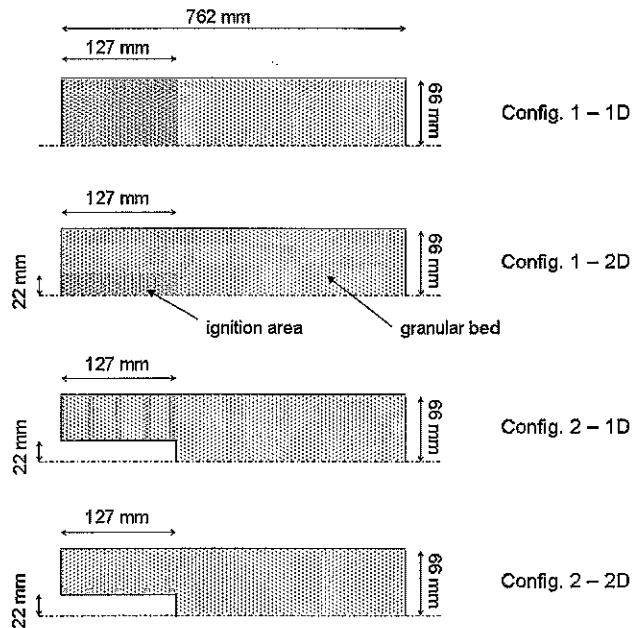 762 mm
127 mm
66 mm
Config. 1 – 1D
127 mm
66 mm
22 mm
Config. 1 – 2D
ignition area
granular bed
127 mm
66 mm
22 mm
Config. 2 – 1D
127 mm
66 mm
22 mm
Config. 2 – 2D